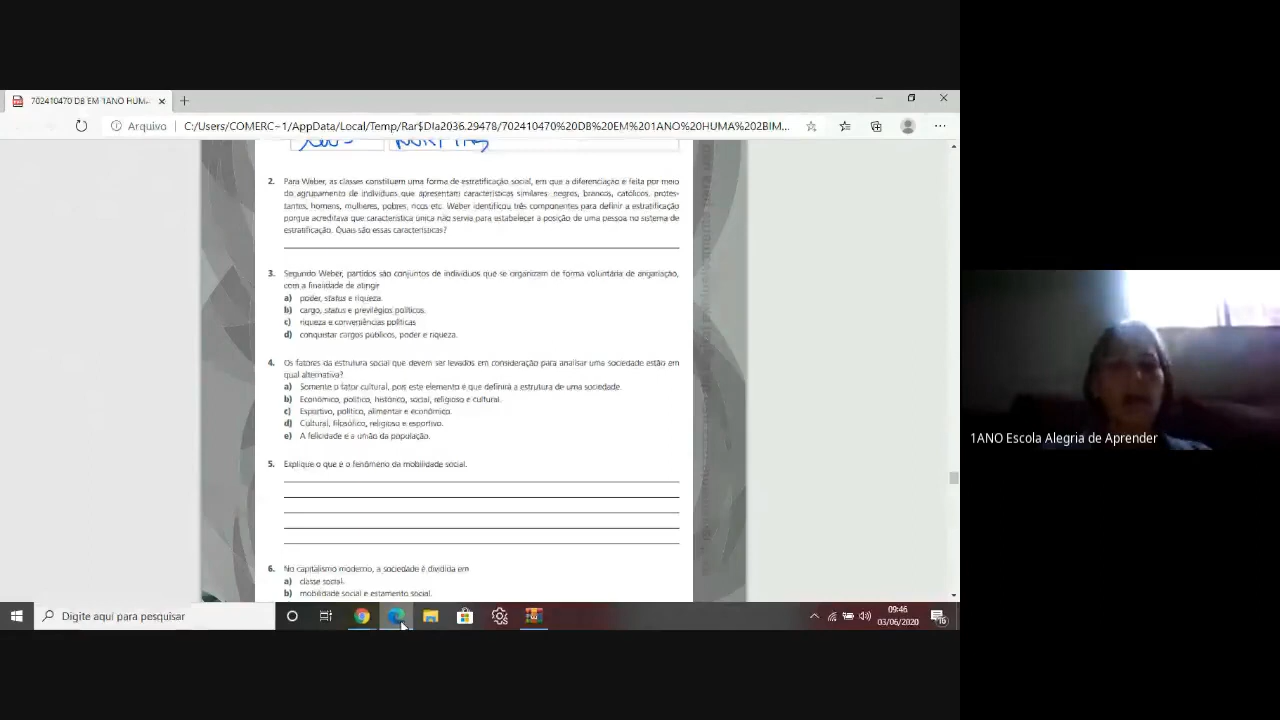 702410470 DB EM 1ANO HUMA
Arquivo
C:/Users/COMERC~1/AppData/Local/Temp/Rar$DIa2036.29478/702410470%20DB%20EM%201ANO%20HUMA%202BIM...
2. Para Weber, as classes constituem uma forma de estratificação social, em que a diferenciação é feita por meio
do agrupamento de indivíduos que apresentam características similares: negros, brancos, católicos, protes-
tantes, homens, mulheres, pobres, ricos etc. Weber identificou três componentes para definir a estratificação
porque acreditava que característica única não servia para estabelecer a posição de uma pessoa no sistema de
estratificação. Quais são essas características?
3. Segundo Weber, partidos são conjuntos de indivíduos que se organizam de forma voluntária de angariação,
com a finalidade de atingir
a) poder, status e riqueza.
b) cargo, status e previlégios políticos.
c) riqueza e conveniências políticas
d) conquistar cargos públicos, poder e riqueza.
4. Os fatores da estrutura social que devem ser levados em consideração para analisar uma sociedade estão em
qual alternativa?
a) Somente o fator cultural, pois este elemento é que definirá a estrutura de uma sociedade.
b) Econômico, político, histórico, social, religioso e cultural.
c) Esportivo, político, alimentar e econômico.
d) Cultural, filosófico, religioso e esportivo.
e) A felicidade e a união da população.
5. Explique o que é o fenômeno da mobilidade social.
6. No capitalismo moderno, a sociedade é dividida em
a) classe social.
b) mobilidade social e estamento social.
1ANO Escola Alegria de Aprender
Digite aqui para pesquisar
09:46
03/06/2020